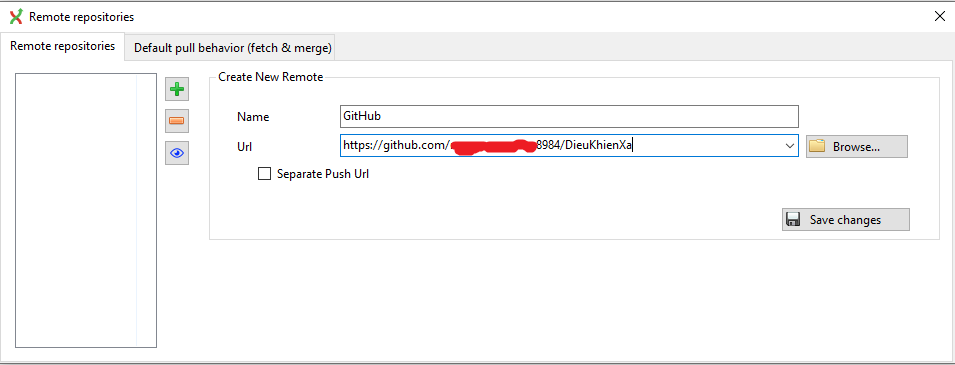 Remote repositories
Remote repositories Default pull behavior (fetch & merge)
Create New Remote
Name GitHub
Url https://github.com/ 8984/DieuKhienXa Browse...
Separate Push Url
Save changes